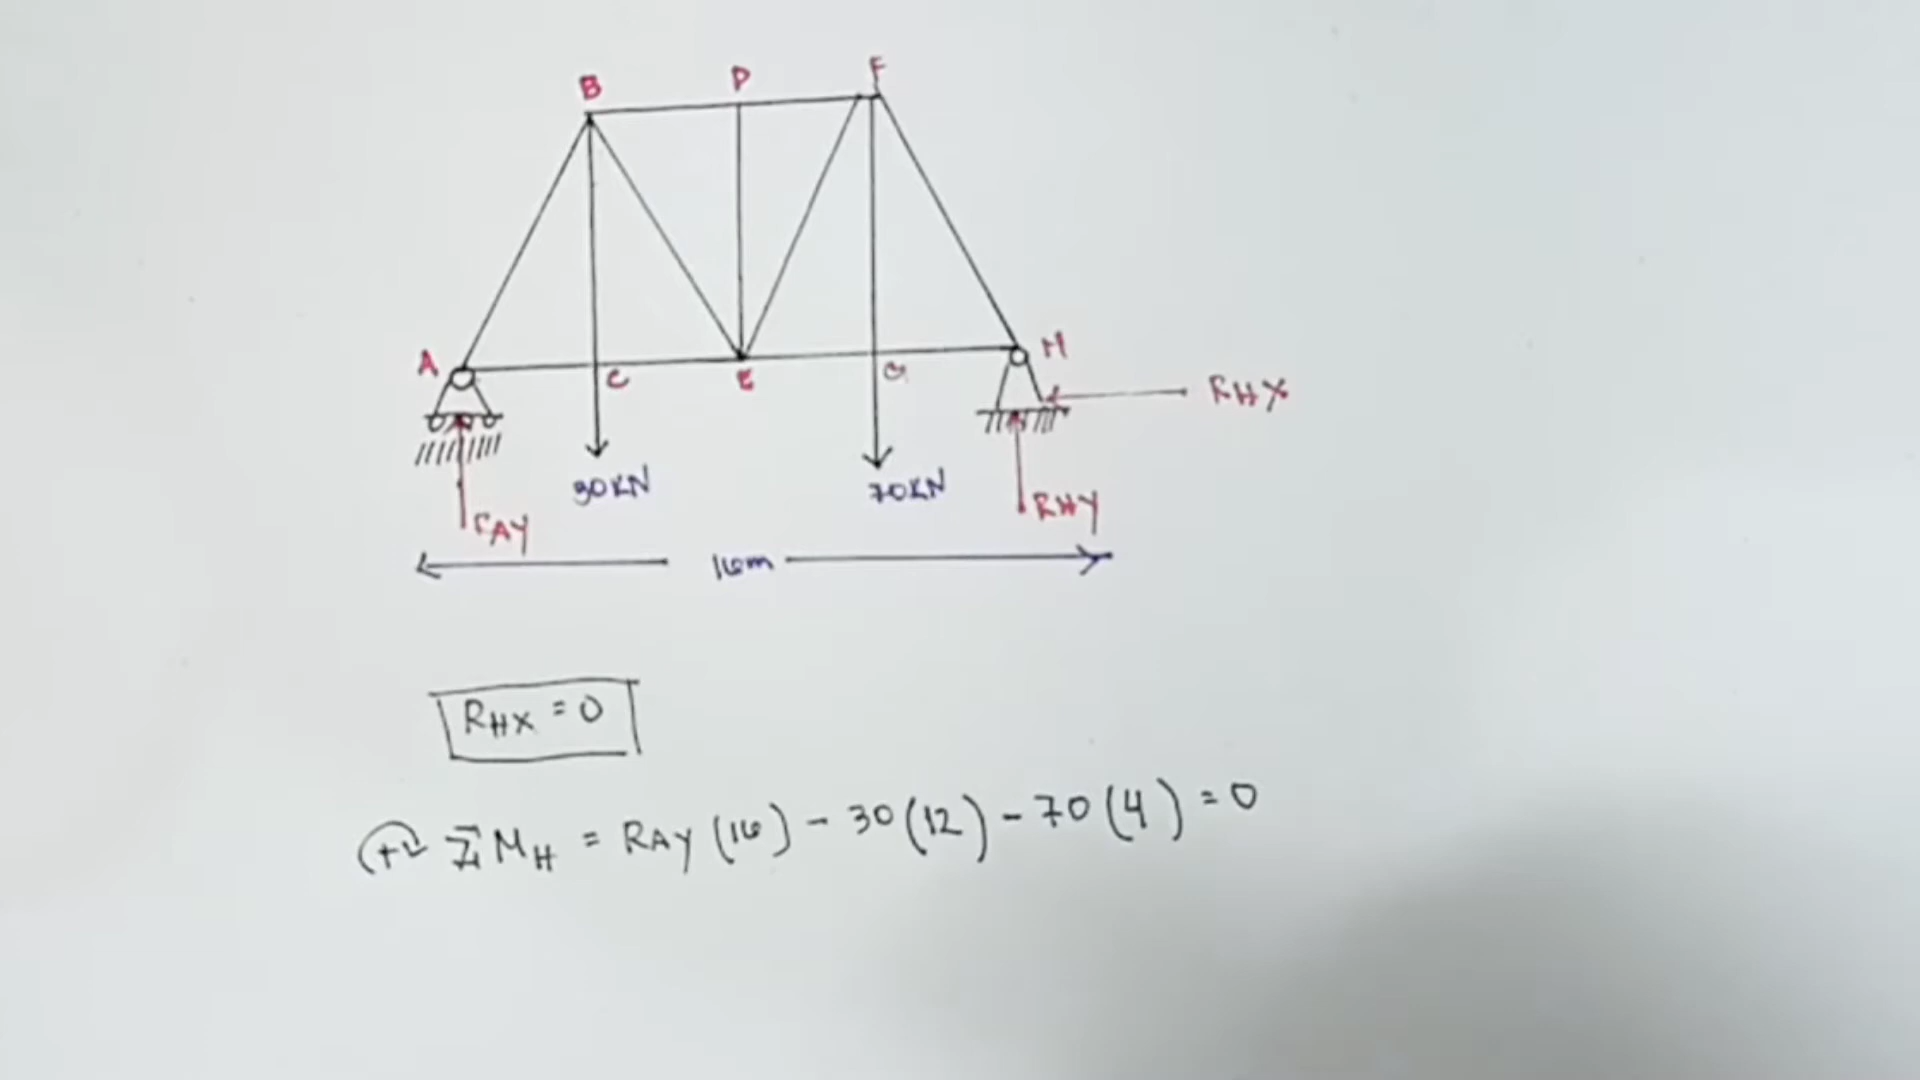 B D F
A C E G H
RHX
30KN 70KN
RAY RHY
16m
RHX = 0
+ ΣMH = RAY (16) - 30 (12) - 70 (4) = 0